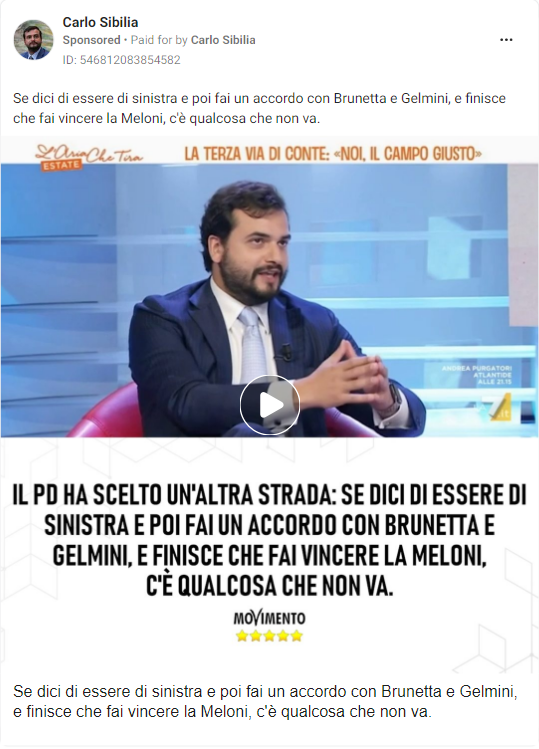 Carlo Sibilia
Sponsored • Paid for by Carlo Sibilia
ID: 546812083854582
Se dici di essere di sinistra e poi fai un accordo con Brunetta e Gelmini, e finisce
che fai vincere la Meloni, c'è qualcosa che non va.
L'Aria Che Tira
ESTATE
LA TERZA VIA DI CONTE: «NOI, IL CAMPO GIUSTO»
ANDREA PURGATORI
ATLANTIDE
ALLE 21.15
7.it
IL PD HA SCELTO UN'ALTRA STRADA: SE DICI DI ESSERE DI
SINISTRA E POI FAI UN ACCORDO CON BRUNETTA E
GELMINI, E FINISCE CHE FAI VINCERE LA MELONI,
C'È QUALCOSA CHE NON VA.
MOVIMENTO
Se dici di essere di sinistra e poi fai un accordo con Brunetta e Gelmini,
e finisce che fai vincere la Meloni, c'è qualcosa che non va.